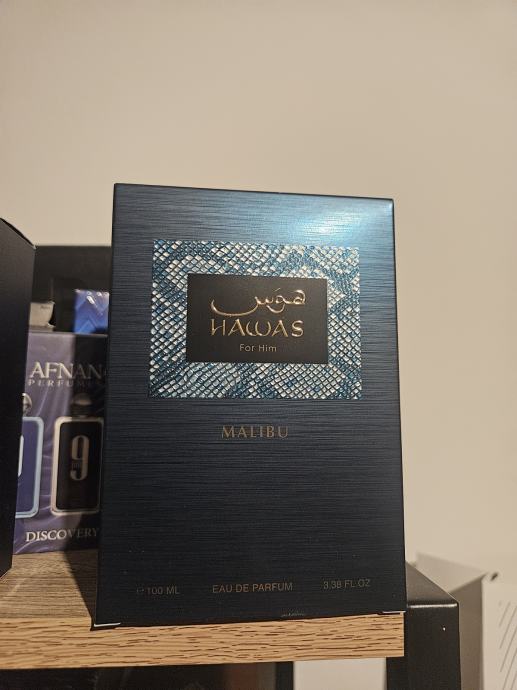 هوس
HAWAS
For Him
MALIBU
℮ 100 ML EAU DE PARFUM 3.38 FL.OZ
AFNAN
PERFUMES
9
DISCOVERY